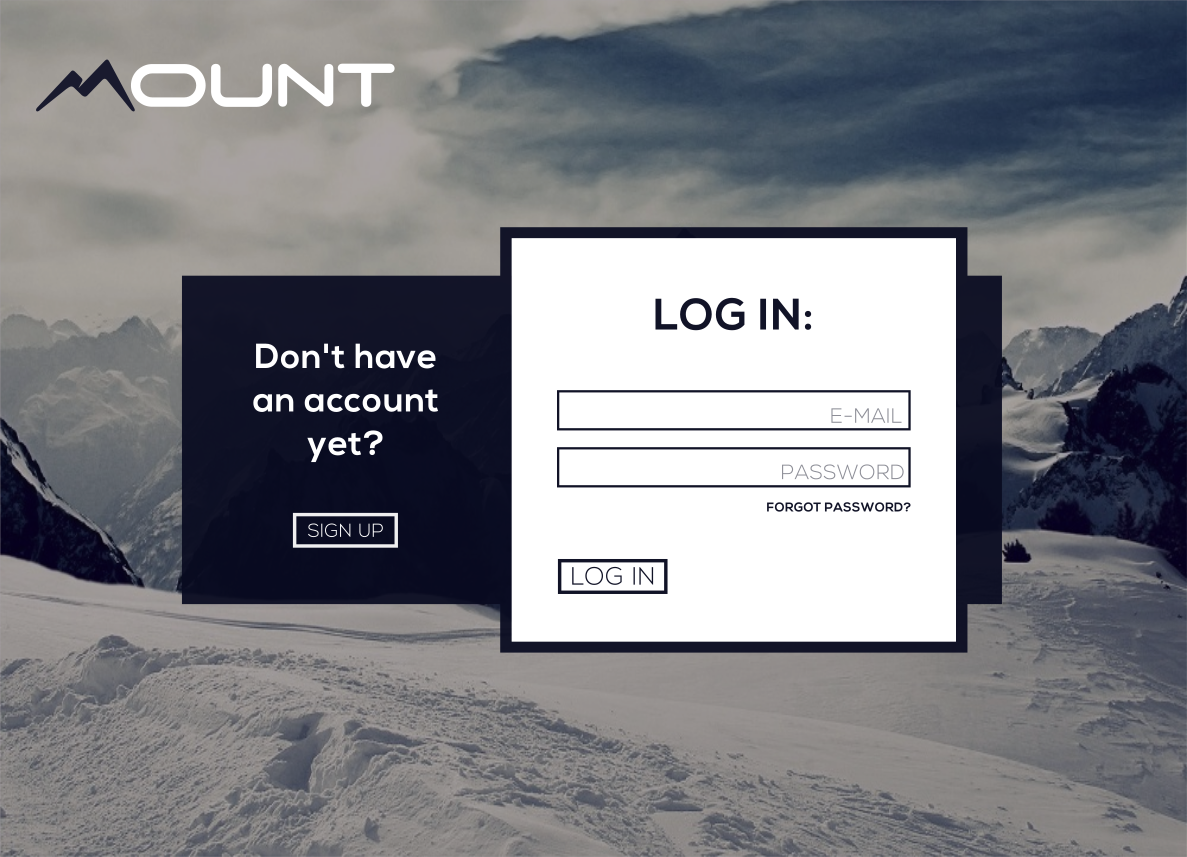 MOUNT
LOG IN:
Don't have
an account
yet?
E-MAIL
PASSWORD
FORGOT PASSWORD?
SIGN UP
LOG IN